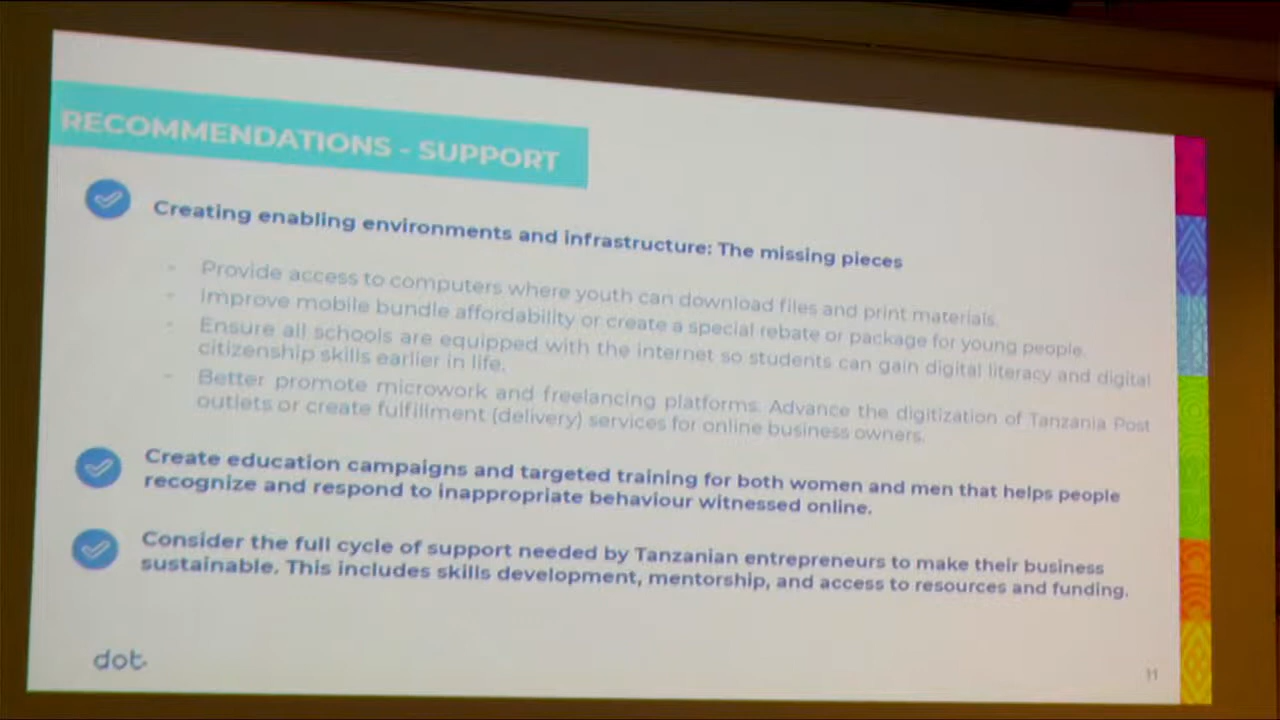 RECOMMENDATIONS - SUPPORT
Creating enabling environments and infrastructure: The missing pieces
- Provide access to computers where youth can download files and print materials.
- Improve mobile bundle affordability or create a special rebate or package for young people.
- Ensure all schools are equipped with the internet so students can gain digital literacy and digital
citizenship skills earlier in life.
- Better promote microwork and freelancing platforms. Advance the digitization of Tanzania Post
outlets or create fulfillment (delivery) services for online business owners.
Create education campaigns and targeted training for both women and men that helps people
recognize and respond to inappropriate behaviour witnessed online.
Consider the full cycle of support needed by Tanzanian entrepreneurs to make their business
sustainable. This includes skills development, mentorship, and access to resources and funding.
dot.
11